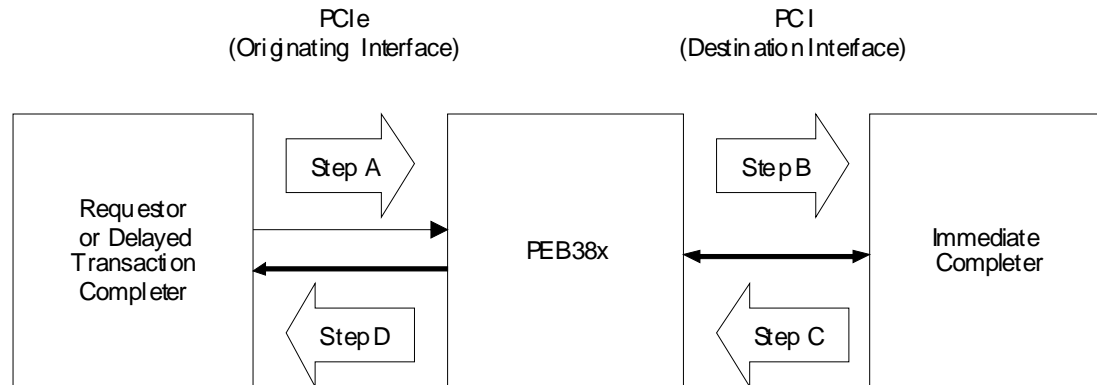 PCIe
(Originating Interface)
PCI
(Destination Interface)
Step A
Step B
Requestor
or Delayed
Transaction
Completer
PEB38x
Immediate
Completer
Step D
Step C